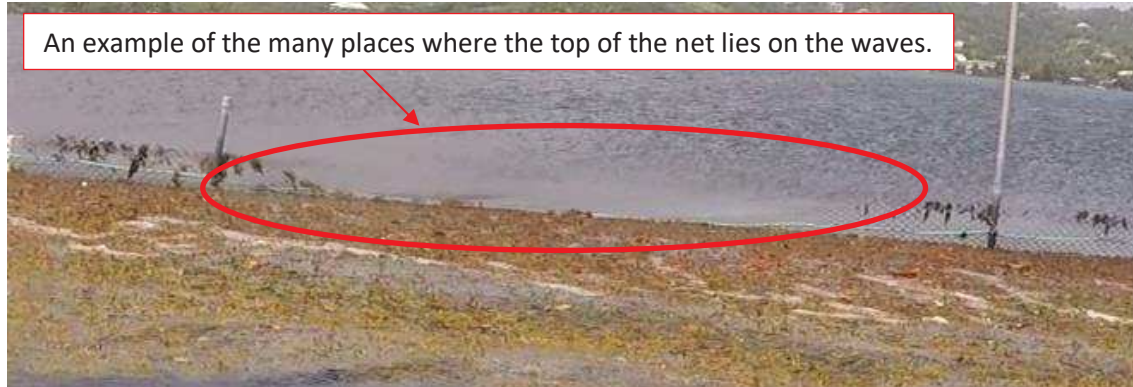 An example of the many places where the top of the net lies on the waves.